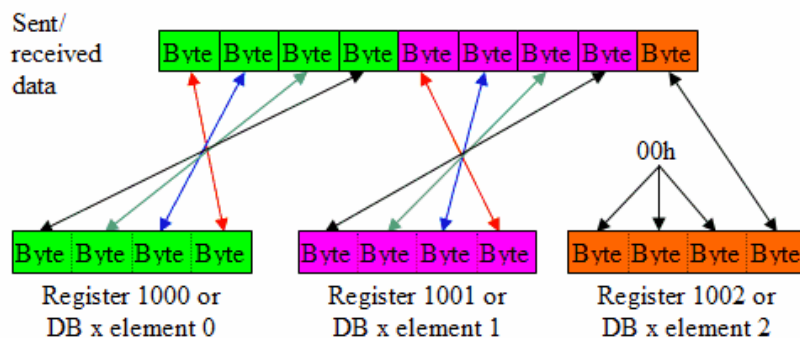 Sent/
received
data
Byte Byte Byte Byte Byte Byte Byte Byte Byte
00h
Byte Byte Byte Byte
Byte Byte Byte Byte
Byte Byte Byte Byte
Register 1000 or
DB x element 0
Register 1001 or
DB x element 1
Register 1002 or
DB x element 2